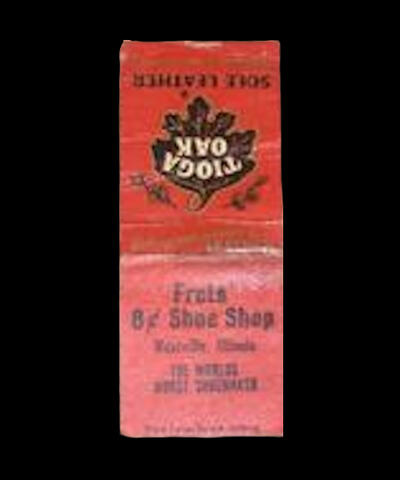 SOLE LEATHER
TIOGA
OAK
Frets'
8¢ Shoe Shop
Illinois
THE WORLDS
WORST SHOEMAKER